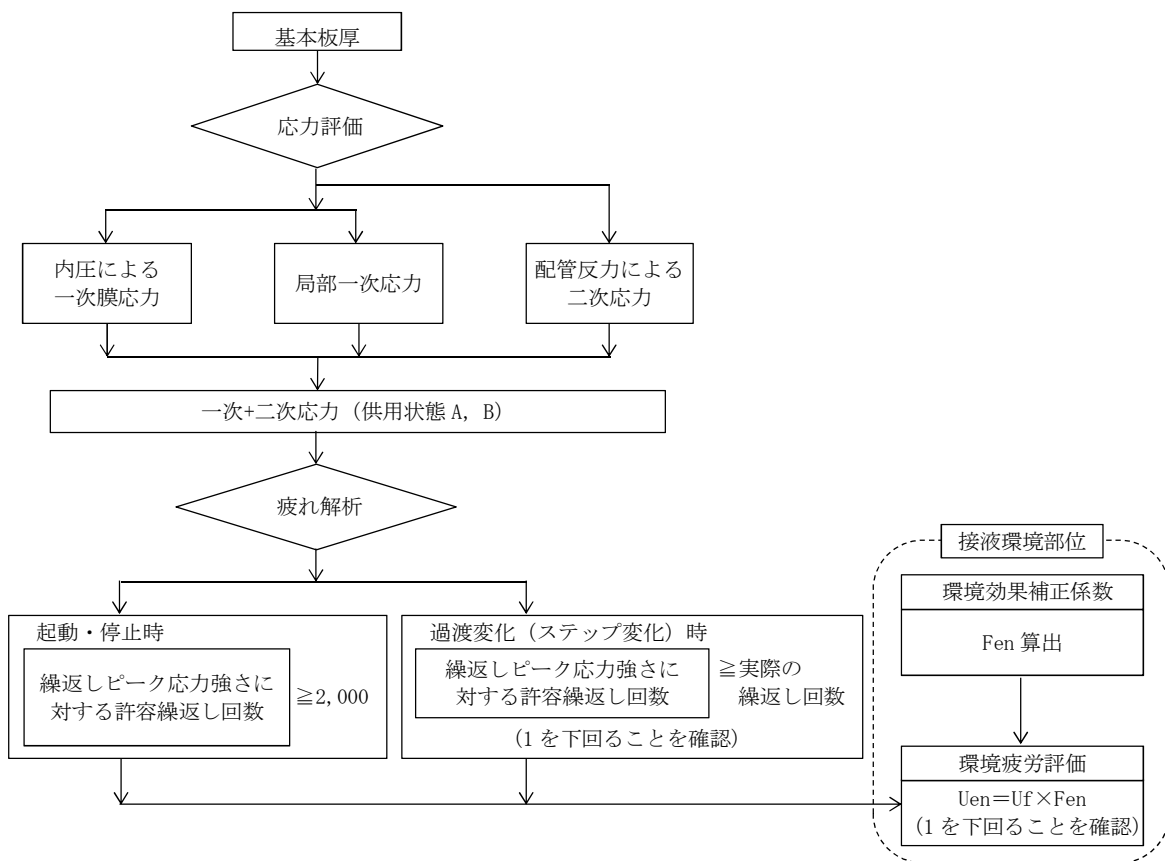 基本板厚
応力評価
内圧による
一次膜応力
局部一次応力
配管反力による
二次応力
一次+二次応力（供用状態 A, B）
疲れ解析
起動・停止時
繰返しピーク応力強さに
対する許容繰返し回数
≧2,000
過渡変化（ステップ変化）時
繰返しピーク応力強さに
対する許容繰返し回数
≧実際の
繰返し回数
（1 を下回ることを確認）
接液環境部位
環境効果補正係数
Fen 算出
環境疲労評価
Uen＝Uf×Fen
（1 を下回ることを確認）